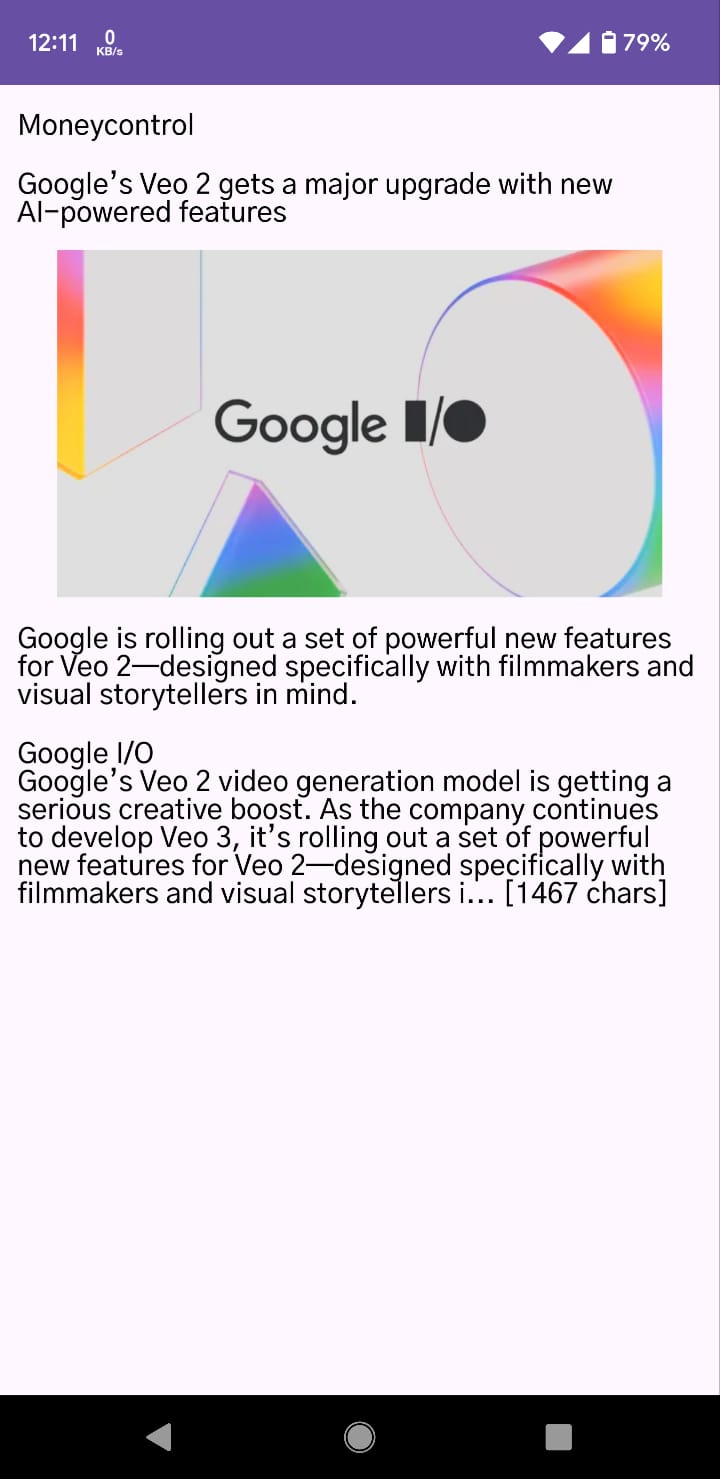 12:11 0 KB/s 79%
Moneycontrol
Google’s Veo 2 gets a major upgrade with new
AI-powered features
Google I/O
Google is rolling out a set of powerful new features
for Veo 2—designed specifically with filmmakers and
visual storytellers in mind.
Google I/O
Google’s Veo 2 video generation model is getting a
serious creative boost. As the company continues
to develop Veo 3, it’s rolling out a set of powerful
new features for Veo 2—designed specifically with
filmmakers and visual storytellers i… [1467 chars]